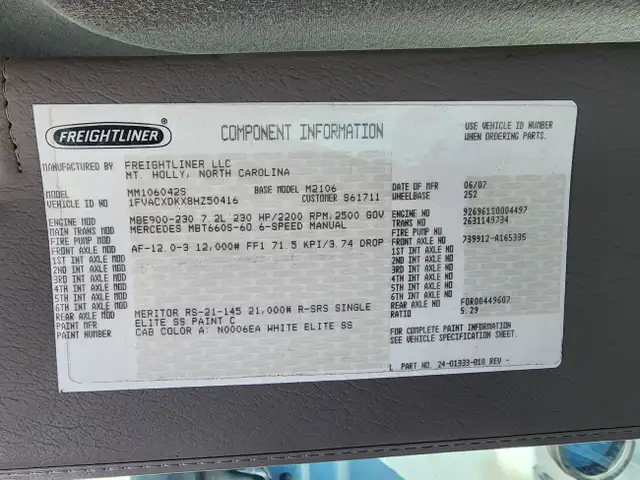 FREIGHTLINER
COMPONENT INFORMATION
USE VEHICLE ID NUMBER
WHEN ORDERING PARTS.
MANUFACTURED BY FREIGHTLINER LLC
MT. HOLLY, NORTH CAROLINA
MODEL MM106042S BASE MODEL M2106 DATE OF MFR 06/07
VEHICLE ID NO 1FVACXDKX8HZ50416 CUSTOMER S61711 WHEELBASE 252
ENGINE MOD MBE900-230 7.2L 230 HP/2200 RPM, 2500 GOV ENGINE NO 926961S0004497
MAIN TRANS MOD MERCEDES MBT660S-6O 6-SPEED MANUAL TRANS NO 2631149734
FIRE PUMP MOD FIRE PUMP NO
FRONT AXLE MOD AF-12.0-3 12,000# FF1 71.5 KPI/3.74 DROP FRONT AXLE NO 739912-A165335
1ST INT AXLE MOD 1ST INT AXLE NO
2ND INT AXLE MOD 2ND INT AXLE NO
3RD INT AXLE MOD 3RD INT AXLE NO
4TH INT AXLE MOD 4TH INT AXLE NO
5TH INT AXLE MOD 5TH INT AXLE NO
6TH INT AXLE MOD 6TH INT AXLE NO
REAR AXLE MOD MERITOR RS-21-145 21,000# R-SRS SINGLE REAR AXLE NO FDR00449607
PAINT MFR ELITE SS PAINT C RATIO 5.29
PAINT NUMBER CAB COLOR A: N0006EA WHITE ELITE SS
FOR COMPLETE PAINT INFORMATION
SEE VEHICLE SPECIFICATION SHEET.
PART NO. 24-01333-010 REV -